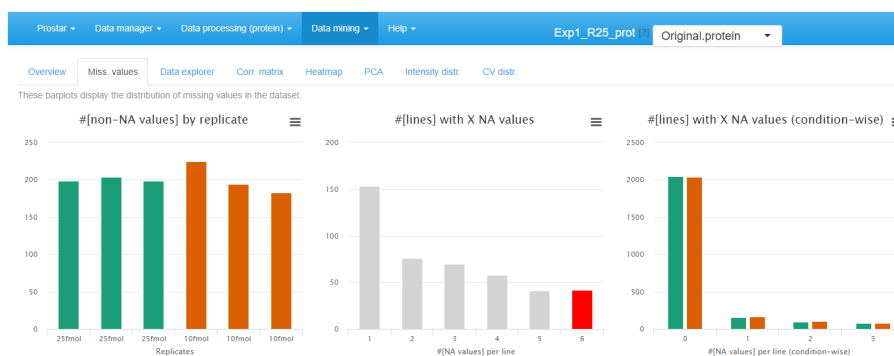 Prostar Data manager Data processing (protein) Data mining Help Exp1_R25_prot [?] Original.protein
Overview Miss. values Data explorer Corr. matrix Heatmap PCA Intensity distr. CV distr.
These barplots display the distribution of missing values in the dataset.
#[non-NA values] by replicate
250
200
150
100
50
0
25fmol 25fmol 25fmol 10fmol 10fmol 10fmol
Replicates
#[lines] with X NA values
200
150
100
50
0
1 2 3 4 5 6
#[NA values] per line
#[lines] with X NA values (condition-wise)
2500
2000
1500
1000
500
0
0 1 2 3
#[NA values] per line (condition-wise)